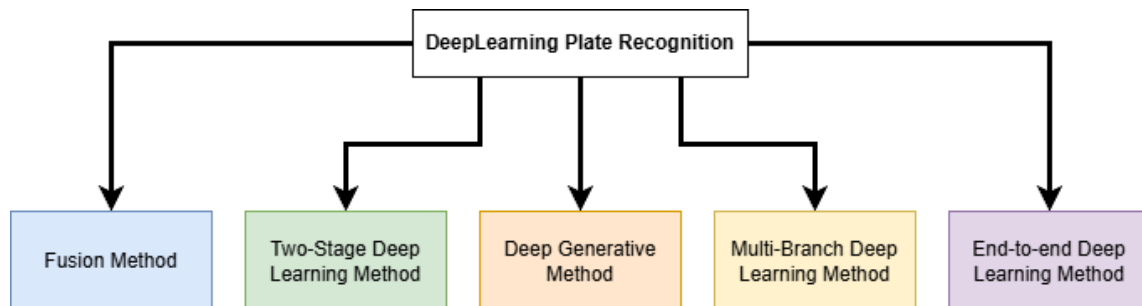 DeepLearning Plate Recognition
Fusion Method
Two-Stage Deep
Learning Method
Deep Generative
Method
Multi-Branch Deep
Learning Method
End-to-end Deep
Learning Method